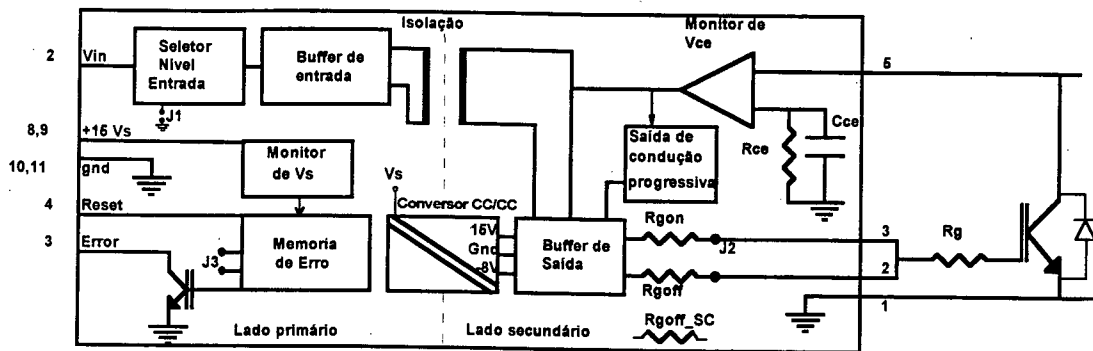 Isolação
Monitor de
Vce
2
Vin
Seletor
Nivel
Entrada
Buffer de
entrada
5
J1
8,9
+15 Vs
Cce
Rce
Saída de
condução
progressiva
10,11
gnd
Monitor
de Vs
Vs
Conversor CC/CC
4
Reset
Rgon
3
Error
J3
Memoria
de Erro
15V
Gnd
-8V
Buffer de
Saída
J2
3
Rg
2
Rgoff
1
Lado primário
Lado secundário
Rgoff_SC